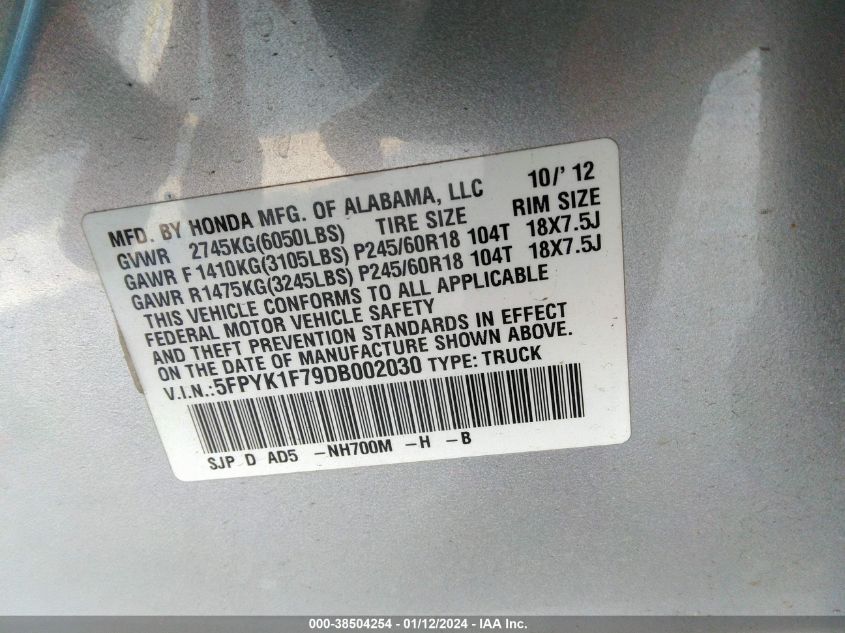 MFD. BY HONDA MFG. OF ALABAMA, LLC 10/' 12
GVWR 2745KG(6050LBS) TIRE SIZE RIM SIZE
GAWR F 1410KG(3105LBS) P245/60R18 104T 18X7.5J
GAWR R1475KG(3245LBS) P245/60R18 104T 18X7.5J
THIS VEHICLE CONFORMS TO ALL APPLICABLE
FEDERAL MOTOR VEHICLE SAFETY
AND THEFT PREVENTION STANDARDS IN EFFECT
ON THE DATE OF MANUFACTURE SHOWN ABOVE.
V.I.N.:5FPYK1F79DB002030 TYPE: TRUCK
SJP D AD5 -NH700M -H -B
000-38504254 - 01/12/2024 - IAA Inc.